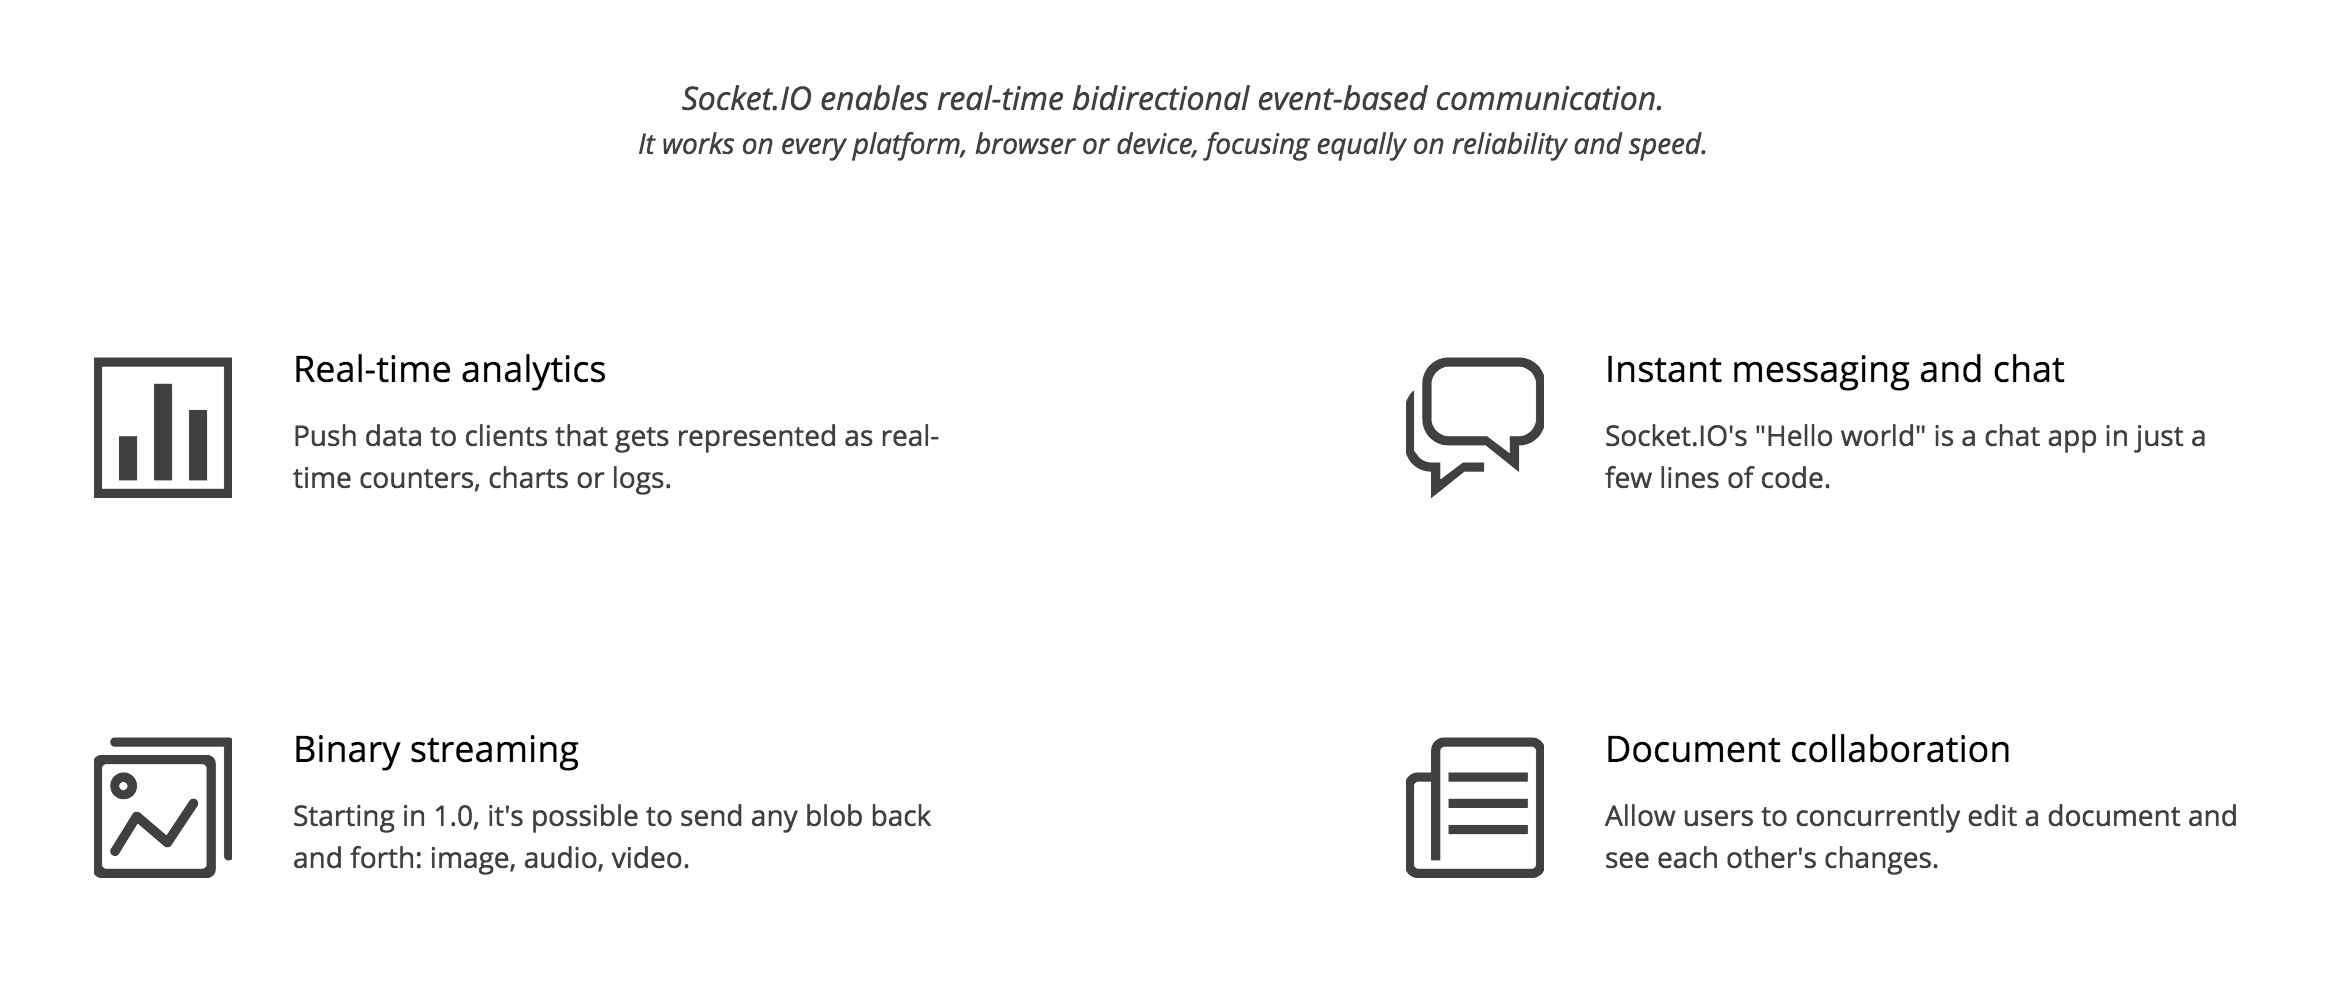 Socket.IO enables real-time bidirectional event-based communication.
It works on every platform, browser or device, focusing equally on reliability and speed.
Real-time analytics
Push data to clients that gets represented as real-
time counters, charts or logs.
Instant messaging and chat
Socket.IO's "Hello world" is a chat app in just a
few lines of code.
Binary streaming
Starting in 1.0, it's possible to send any blob back
and forth: image, audio, video.
Document collaboration
Allow users to concurrently edit a document and
see each other's changes.